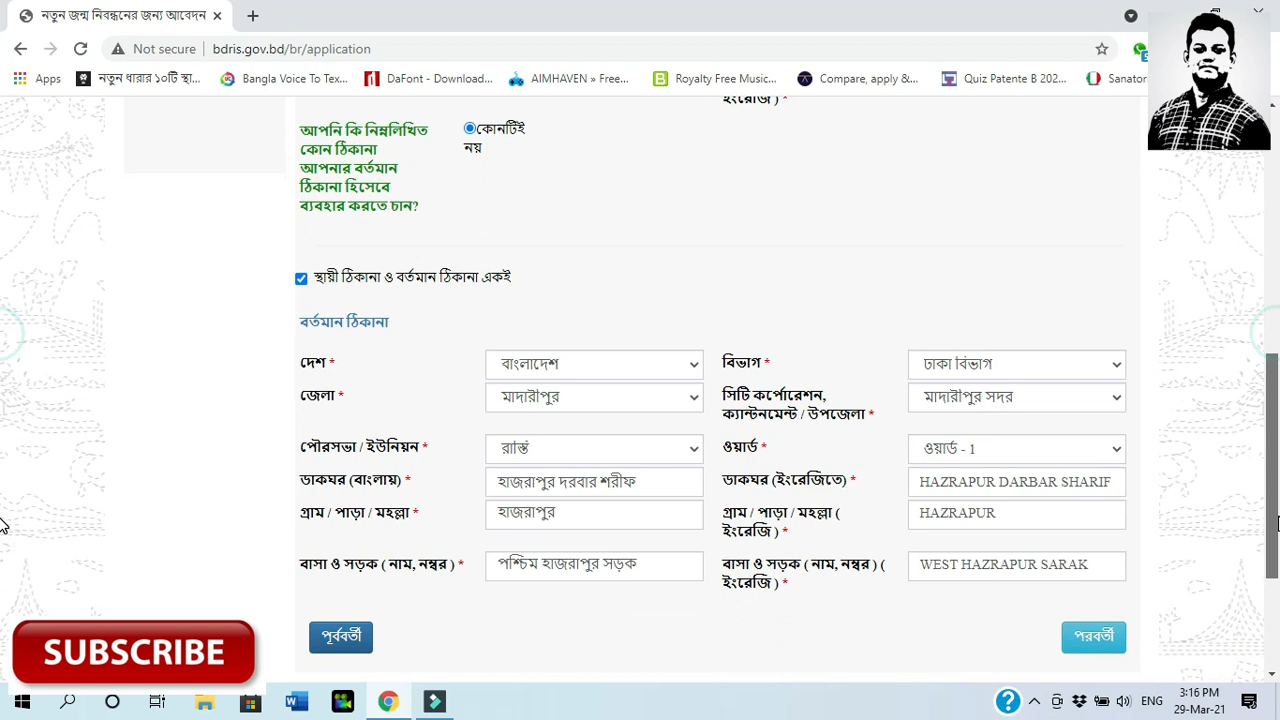 নতুন জন্ম নিবন্ধনের জন্য আবেদন
Not secure
bdris.gov.bd/br/application
Apps নতুন ধারার ১০টি স্থা... Bangla Voice To Tex... DaFont - Download... AIMHAVEN » Free... Royalty Free Music... Compare, apply &... Quiz Patente B 202... Sanator
ইংরেজি ) *
আপনি কি নিম্নলিখিত
কোন ঠিকানা
আপনার বর্তমান
ঠিকানা হিসেবে
ব্যবহার করতে চান?
কোনটিই
নয়
স্থায়ী ঠিকানা ও বর্তমান ঠিকানা একই
বর্তমান ঠিকানা
দেশ * বাংলাদেশ বিভাগ * ঢাকা বিভাগ
জেলা * মাদারীপুর সিটি কর্পোরেশন,
ক্যান্টনমেন্ট / উপজেলা * মাদারীপুর সদর
পৌরসভা / ইউনিয়ন * ওয়ার্ড ওয়ার্ড - 1
ডাকঘর (বাংলায়) * হাজরাপুর দরবার শরীফ ডাকঘর (ইংরেজিতে) * HAZRAPUR DARBAR SHA
গ্রাম / পাড়া / মহল্লা * হাজরাপুর গ্রাম / পাড়া / মহল্লা (
ইংরেজি ) * HAZRAPUR
বাসা ও সড়ক ( নাম, নম্বর ) * পশ্চিম হাজরাপুর সড়ক বাসা ও সড়ক ( নাম, নম্বর ) (
ইংরেজি ) * WEST HAZRAPUR SARAK
পূর্ববর্তী
পরবর্তী
SUBSCRIBE
ENG
3:16 PM
29-Mar-21